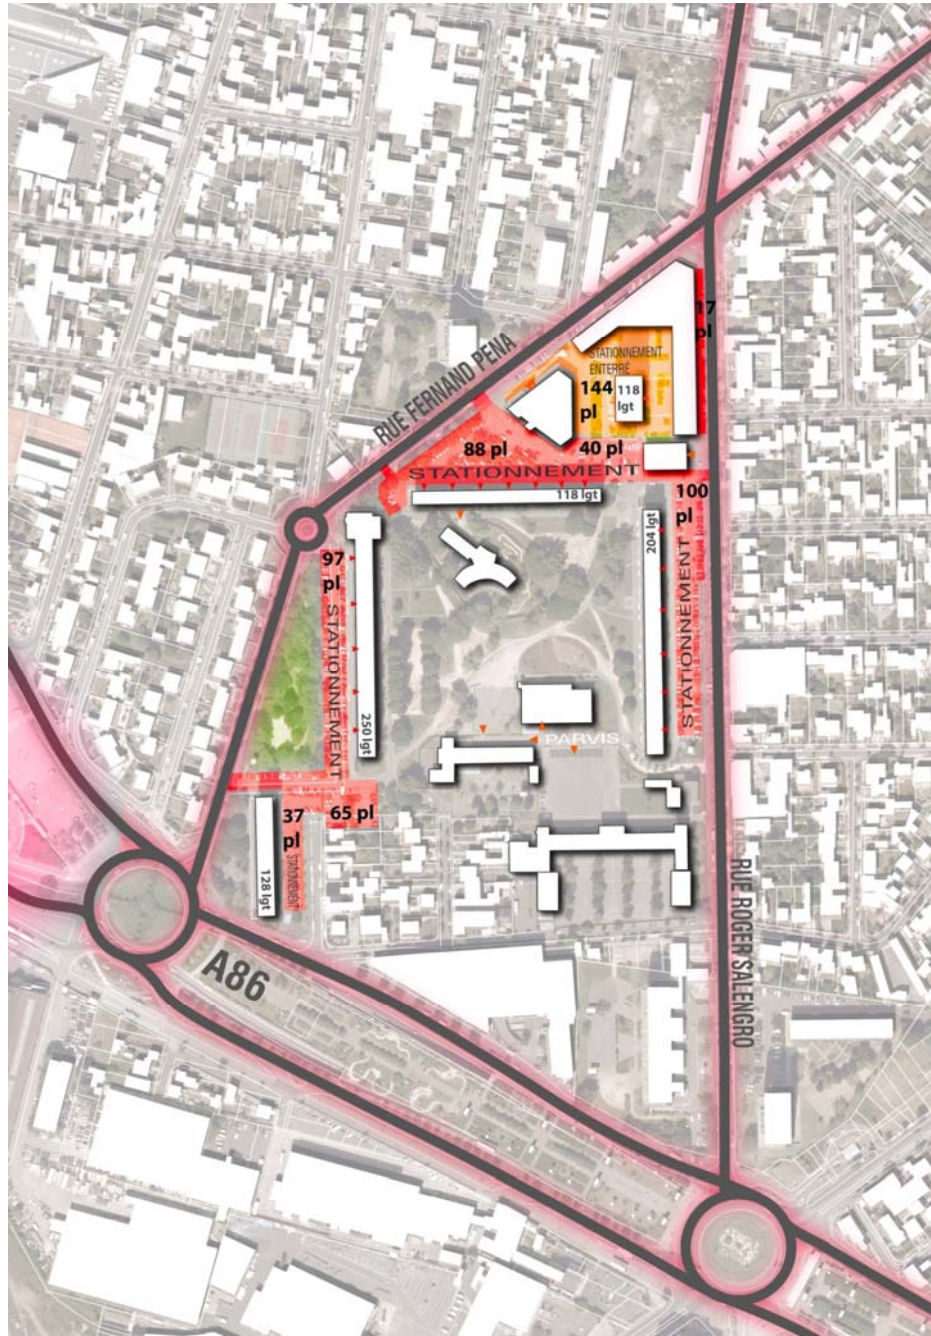 17
pl
RUE FERNAND PENA
STATIONNEMENT
ENTERRÉ
144
pl
118
lgt
88 pl
40 pl
STATIONNEMENT
118 lgt
100
pl
204 lgt
STATIONNEMENT
97
pl
STATIONNEMENT
250 lgt
PARVIS
37
pl
65 pl
STATIONNEMENT
128 lgt
RUE ROGER SALENGRO
A86